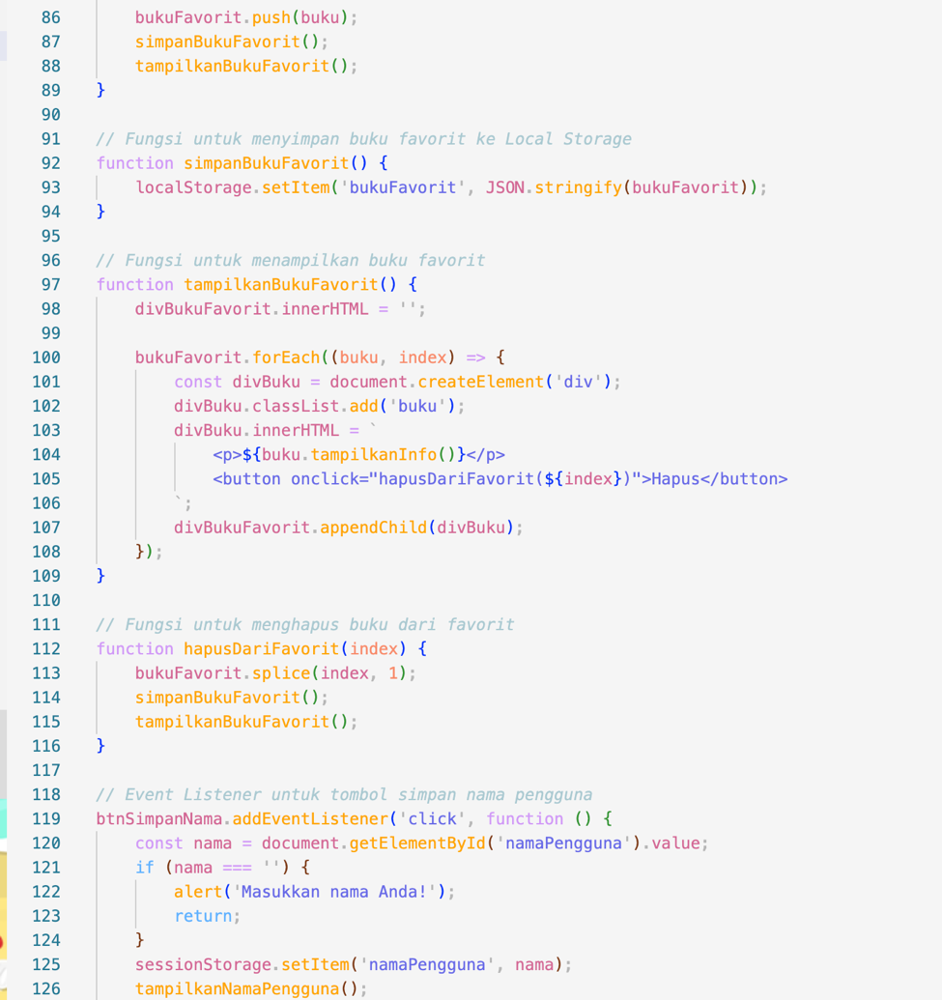 86 bukuFavorit.push(buku);
87 simpanBukuFavorit();
88 tampilkanBukuFavorit();
89 }
90
91 // Fungsi untuk menyimpan buku favorit ke Local Storage
92 function simpanBukuFavorit() {
93 localStorage.setItem('bukuFavorit', JSON.stringify(bukuFavorit));
94 }
95
96 // Fungsi untuk menampilkan buku favorit
97 function tampilkanBukuFavorit() {
98 divBukuFavorit.innerHTML = '';
99
100 bukuFavorit.forEach((buku, index) => {
101 const divBuku = document.createElement('div');
102 divBuku.classList.add('buku');
103 divBuku.innerHTML = `
104 <p>${buku.tampilkanInfo()}</p>
105 <button onclick="hapusDariFavorit(${index})">Hapus</button>
106 `;
107 divBukuFavorit.appendChild(divBuku);
108 });
109 }
110
111 // Fungsi untuk menghapus buku dari favorit
112 function hapusDariFavorit(index) {
113 bukuFavorit.splice(index, 1);
114 simpanBukuFavorit();
115 tampilkanBukuFavorit();
116 }
117
118 // Event Listener untuk tombol simpan nama pengguna
119 btnSimpanNama.addEventListener('click', function () {
120 const nama = document.getElementById('namaPengguna').value;
121 if (nama === '') {
122 alert('Masukkan nama Anda!');
123 return;
124 }
125 sessionStorage.setItem('namaPengguna', nama);
126 tampilkanNamaPengguna();